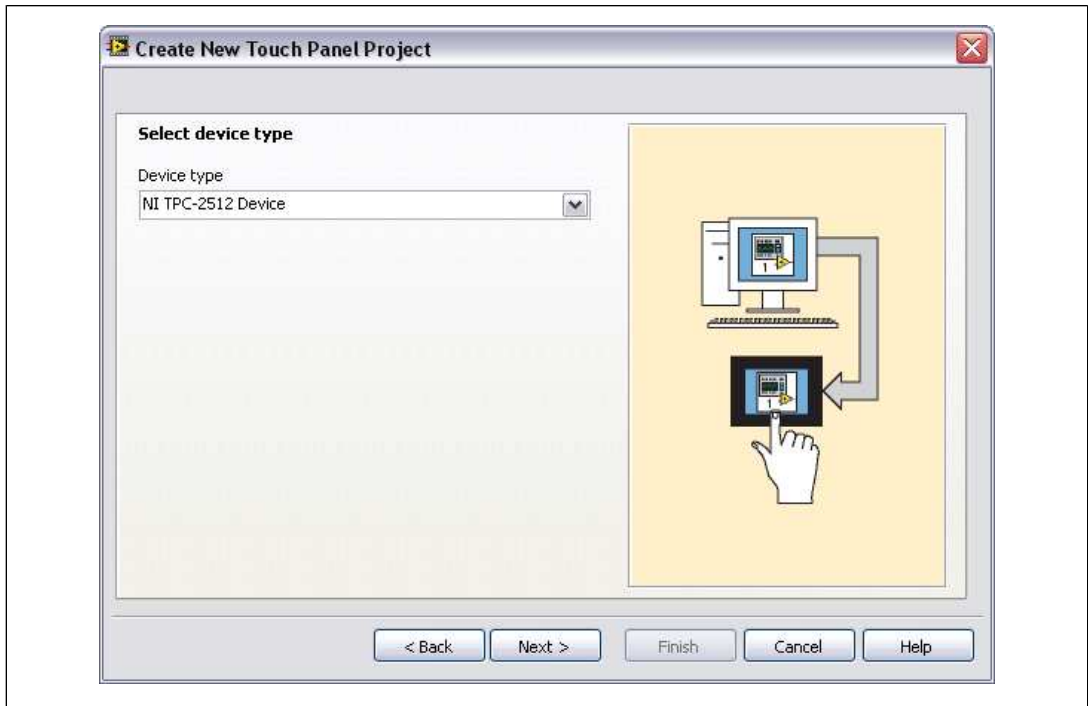 Create New Touch Panel Project
Select device type
Device type
NI TPC-2512 Device
1
1
< Back
Next >
Finish
Cancel
Help